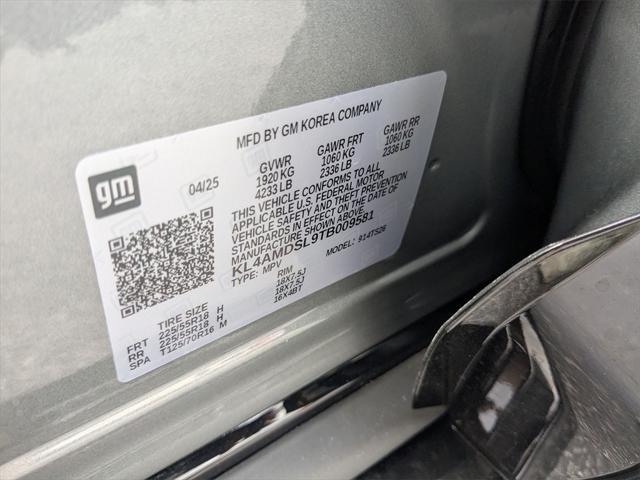 MFD BY GM KOREA COMPANY
gm
04/25
GVWR GAWR FRT GAWR RR
1920 KG 1060 KG 1060 KG
4233 LB 2336 LB 2336 LB
THIS VEHICLE CONFORMS TO ALL
APPLICABLE U.S. FEDERAL MOTOR
VEHICLE SAFETY AND THEFT PREVENTION
STANDARDS IN EFFECT ON THE DATE OF
MANUFACTURE SHOWN ABOVE.
KL4AMDSL9TB009581
TYPE: MPV MODEL: 914TS26
TIRE SIZE RIM
FRT 225/55R18 H 18X7.5J
RR 225/55R18 H 18X7.5J
SPA T125/70R16 M 16X4BT